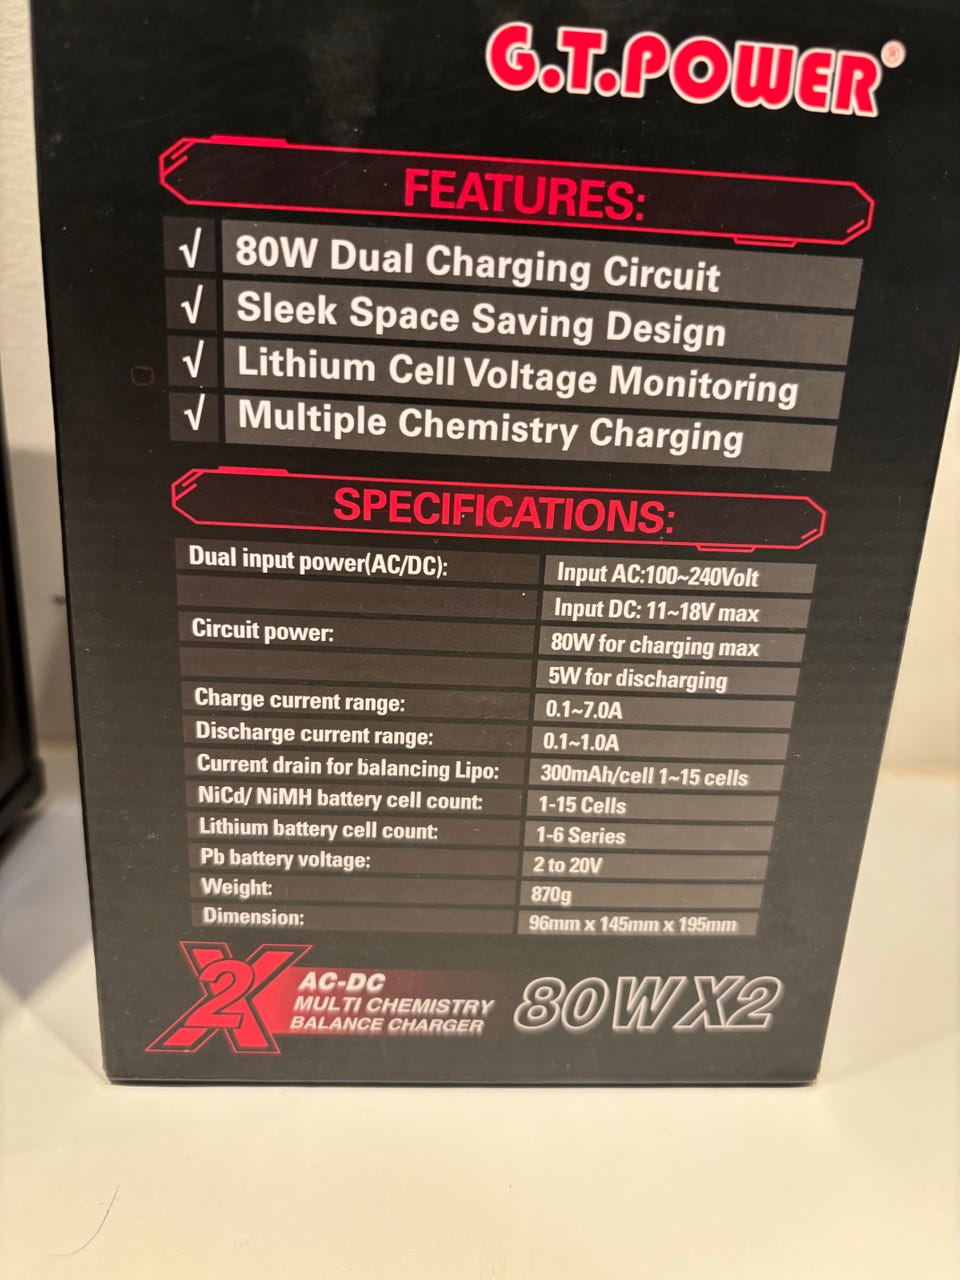 G.T.POWER®
FEATURES:
√ 80W Dual Charging Circuit
√ Sleek Space Saving Design
√ Lithium Cell Voltage Monitoring
√ Multiple Chemistry Charging
SPECIFICATIONS:
Dual input power(AC/DC): Input AC:100~240Volt
Input DC: 11~18V max
Circuit power: 80W for charging max
5W for discharging
Charge current range: 0.1~7.0A
Discharge current range: 0.1~1.0A
Current drain for balancing Lipo: 300mAh/cell 1~15 cells
NiCd/ NiMH battery cell count: 1-15 Cells
Lithium battery cell count: 1-6 Series
Pb battery voltage: 2 to 20V
Weight: 870g
Dimension: 96mm x 145mm x 195mm
X2 AC-DC
MULTI CHEMISTRY
BALANCE CHARGER
80W X2